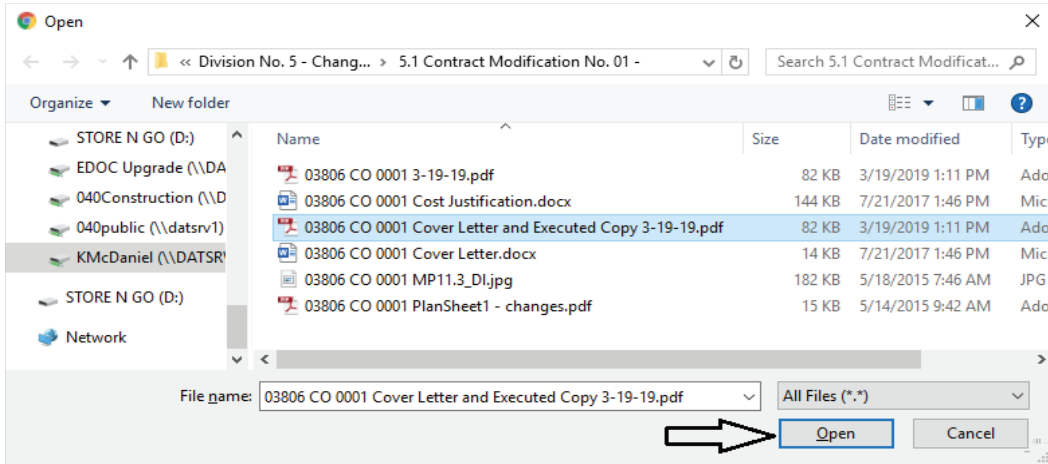 Open
« Division No. 5 - Chang... › 5.1 Contract Modification No. 01 - Search 5.1 Contract Modificat...
Organize New folder ?
STORE N GO (D:)
EDOC Upgrade (\\DA
040Construction (\\D
040public (\\datsrv1)
KMcDaniel (\\DATSR
STORE N GO (D:)
Network
Name Size Date modified Type
03806 CO 0001 3-19-19.pdf 82 KB 3/19/2019 1:11 PM Ado
03806 CO 0001 Cost Justification.docx 144 KB 7/21/2017 1:46 PM Mic
03806 CO 0001 Cover Letter and Executed Copy 3-19-19.pdf 82 KB 3/19/2019 1:11 PM Ado
03806 CO 0001 Cover Letter.docx 14 KB 7/21/2017 1:46 PM Mic
03806 CO 0001 MP11.3_DI.jpg 182 KB 5/18/2015 7:46 AM JPG
03806 CO 0001 PlanSheet1 - changes.pdf 15 KB 5/14/2015 9:42 AM Ado
File name: 03806 CO 0001 Cover Letter and Executed Copy 3-19-19.pdf All Files (*.*)
Open Cancel